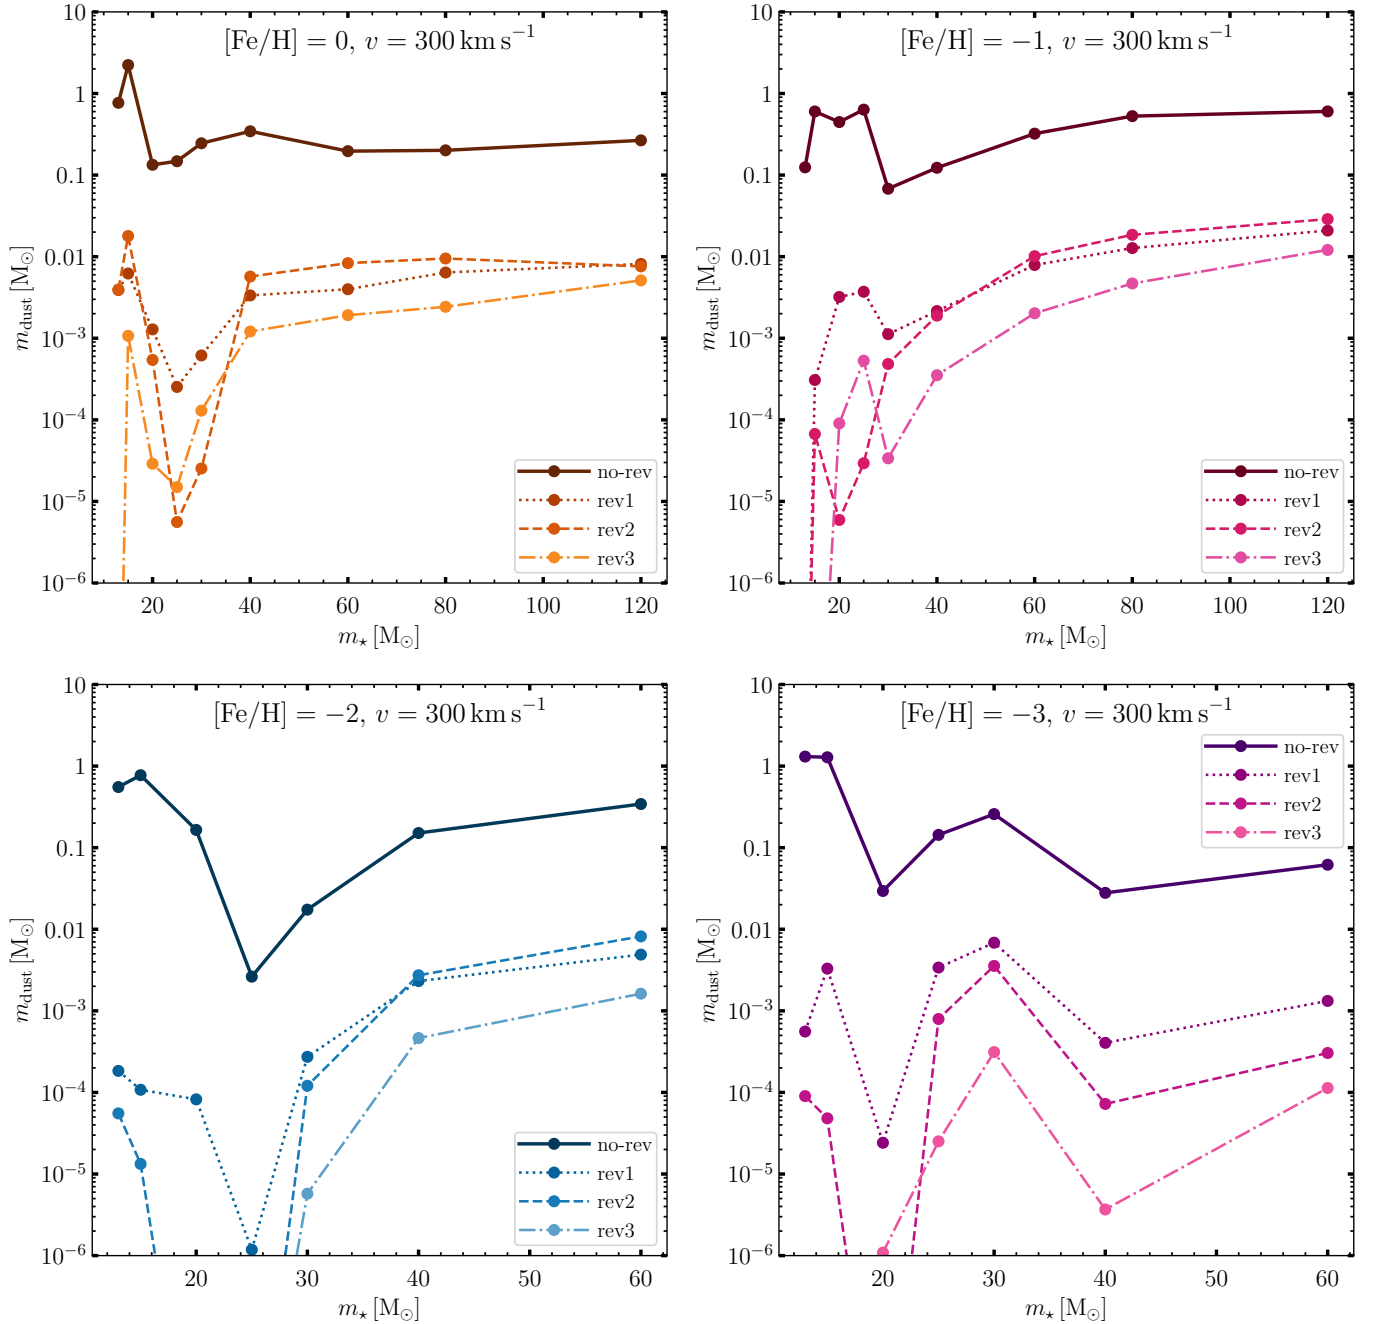 [Fe/H] = 0, v = 300 km s⁻¹
10
1
0.1
0.01
10⁻³
10⁻⁴
10⁻⁵
10⁻⁶
m_dust [M☉]
no-rev
rev1
rev2
rev3
20 40 60 80 100 120
m⋆ [M☉]
[Fe/H] = −1, v = 300 km s⁻¹
10
1
0.1
0.01
10⁻³
10⁻⁴
10⁻⁵
10⁻⁶
m_dust [M☉]
no-rev
rev1
rev2
rev3
20 40 60 80 100 120
m⋆ [M☉]
[Fe/H] = −2, v = 300 km s⁻¹
10
1
0.1
0.01
10⁻³
10⁻⁴
10⁻⁵
10⁻⁶
m_dust [M☉]
no-rev
rev1
rev2
rev3
20 30 40 50 60
m⋆ [M☉]
[Fe/H] = −3, v = 300 km s⁻¹
10
1
0.1
0.01
10⁻³
10⁻⁴
10⁻⁵
10⁻⁶
m_dust [M☉]
no-rev
rev1
rev2
rev3
20 30 40 50 60
m⋆ [M☉]